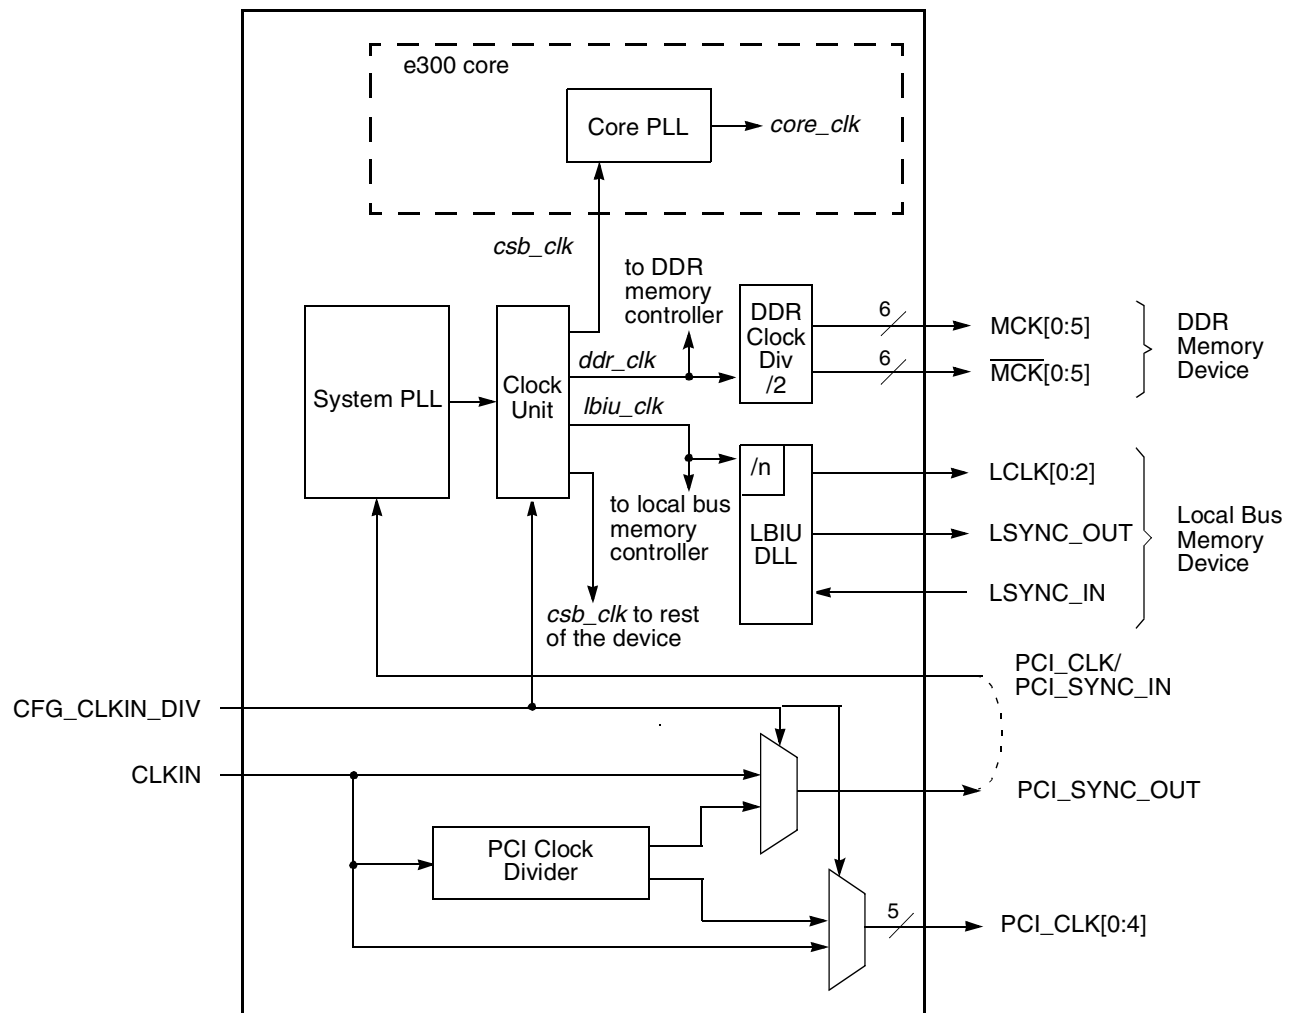 e300 core
Core PLL
core_clk
csb_clk
to DDR
memory
controller
DDR
Clock
Div
/2
6
6
MCK[0:5]
M̅C̅K̅[0:5]
DDR
Memory
Device
System PLL
Clock
Unit
ddr_clk
lbiu_clk
/n
LBIU
DLL
to local bus
memory
controller
LCLK[0:2]
LSYNC_OUT
LSYNC_IN
Local Bus
Memory
Device
csb_clk to rest
of the device
PCI_CLK/
PCI_SYNC_IN
CFG_CLKIN_DIV
CLKIN
PCI_SYNC_OUT
PCI Clock
Divider
5
PCI_CLK[0:4]